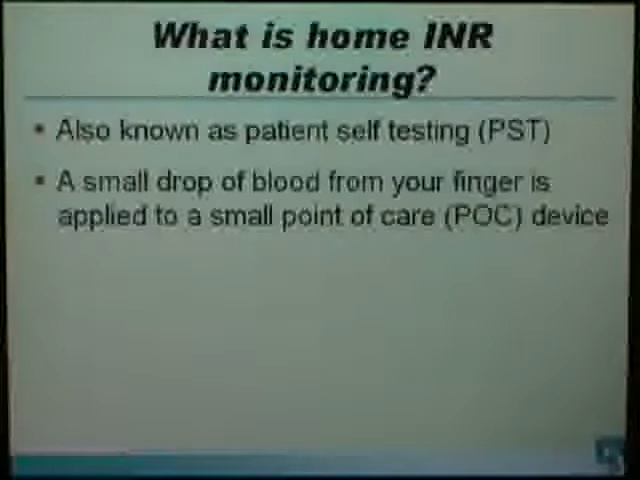 What is home INR
monitoring?
▪ Also known as patient self testing (PST)
▪ A small drop of blood from your finger is
applied to a small point of care (POC) device